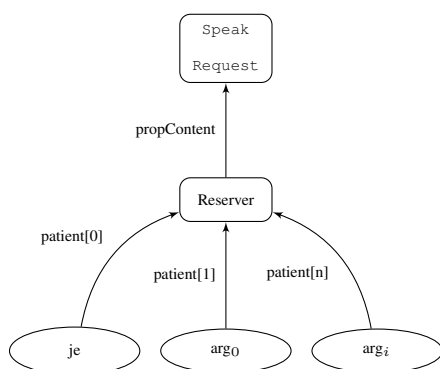 Speak
Request
propContent
Reserver
patient[0]
patient[1]
patient[n]
je
arg₀
argᵢ